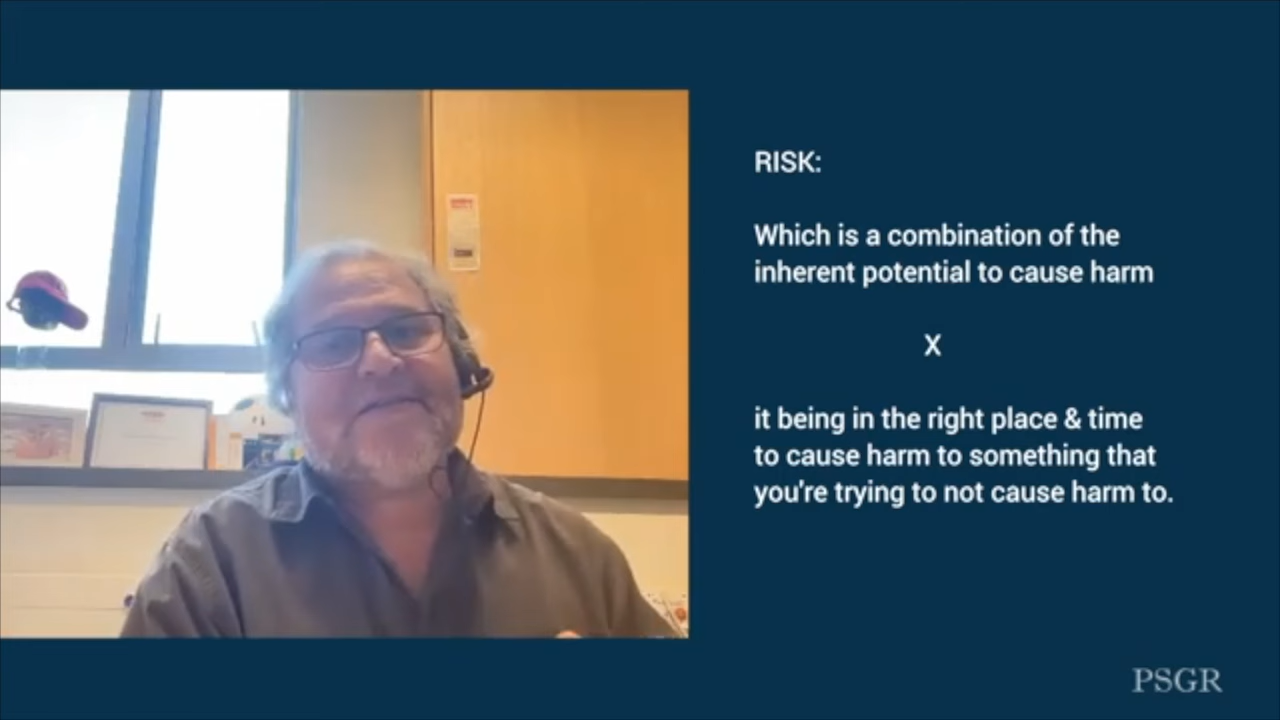 RISK:
Which is a combination of the
inherent potential to cause harm
X
it being in the right place & time
to cause harm to something that
you're trying to not cause harm to.
PSGR